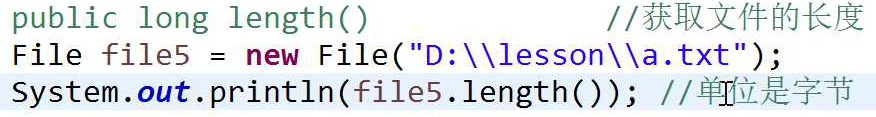 public long length() //获取文件的长度
File file5 = new File("D:\\lesson\\a.txt");
System.out.println(file5.length()); //单位是字节